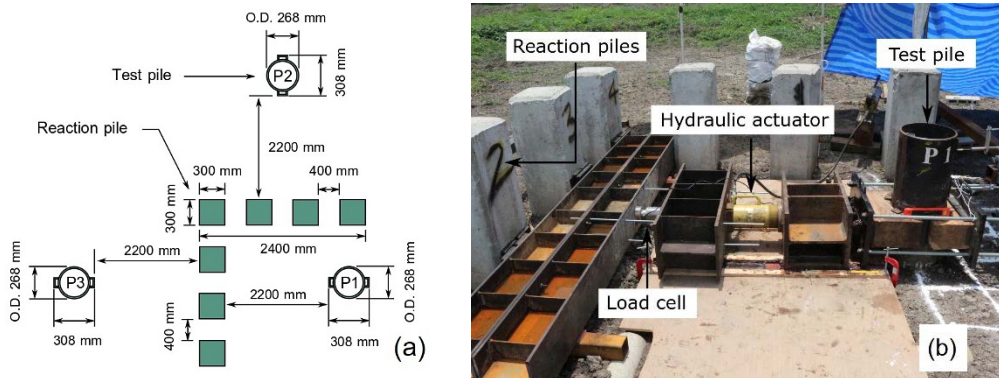 O.D. 268 mm
P2
308 mm
Test pile
Reaction pile
2200 mm
300 mm
400 mm
300 mm
2400 mm
O.D. 268 mm
P3
2200 mm
308 mm
2200 mm
P1
O.D. 268 mm
308 mm
400 mm
(a)
Reaction piles
Test pile
Hydraulic actuator
Load cell
2
3
4
1
P1
(b)